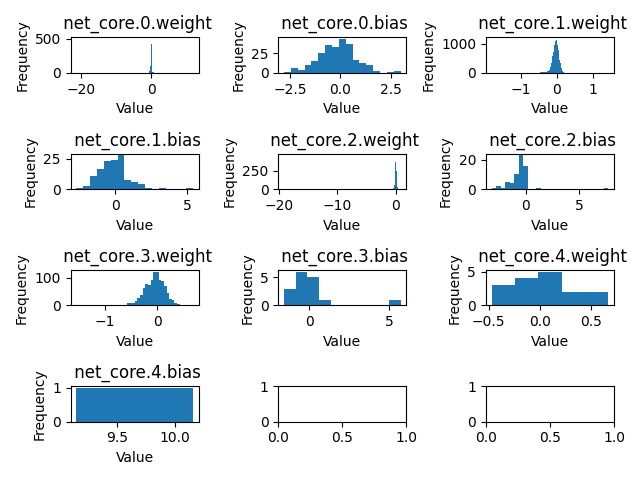 net_core.0.weight
net_core.0.bias
net_core.1.weight
Frequency
500
0
−20
0
Value
Frequency
25
0
−2.5
0.0
2.5
Value
Frequency
1000
0
−1
0
1
Value
net_core.1.bias
net_core.2.weight
net_core.2.bias
Frequency
25
0
0
5
Value
Frequency
250
0
−20
−10
0
Value
Frequency
20
0
0
5
Value
net_core.3.weight
net_core.3.bias
net_core.4.weight
Frequency
100
0
−1
0
Value
Frequency
5
0
0
5
Value
Frequency
5
0
−0.5
0.0
0.5
Value
net_core.4.bias
Frequency
1
0
9.5
10.0
Value
1
0
0.0
0.5
1.0
1
0
0.0
0.5
1.0